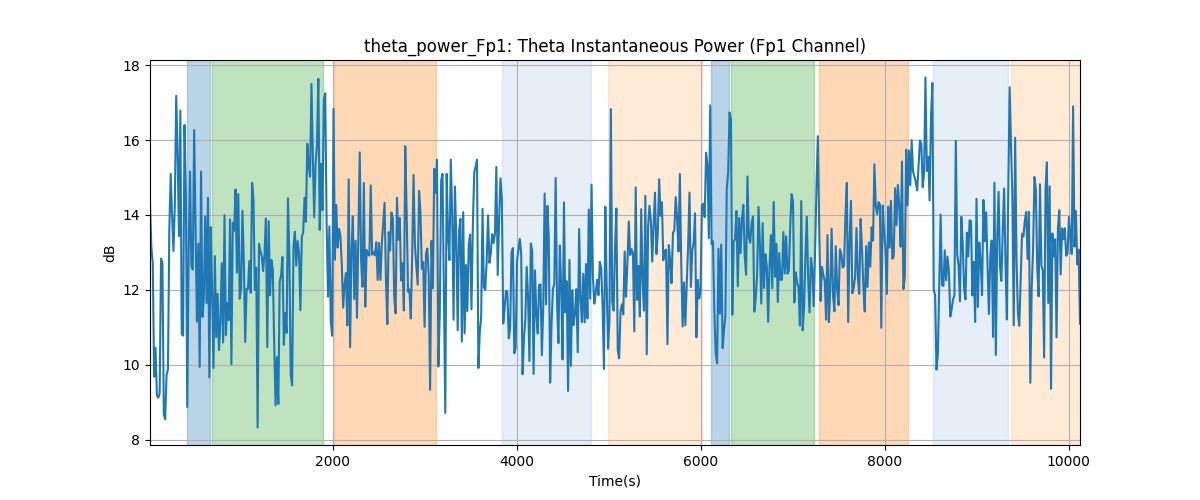 theta_power_Fp1: Theta Instantaneous Power (Fp1 Channel)
18
16
14
12
10
8
dB
2000 4000 6000 8000 10000
Time(s)